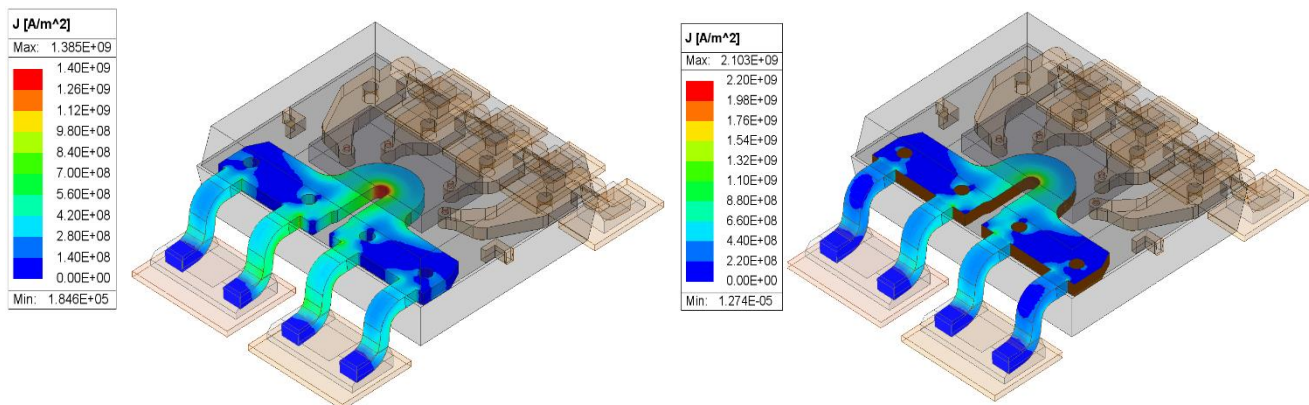 J [A/m^2]
Max: 1.385E+09
1.40E+09
1.26E+09
1.12E+09
9.80E+08
8.40E+08
7.00E+08
5.60E+08
4.20E+08
2.80E+08
1.40E+08
0.00E+00
Min: 1.846E+05
J [A/m^2]
Max: 2.103E+09
2.20E+09
1.98E+09
1.76E+09
1.54E+09
1.32E+09
1.10E+09
8.80E+08
6.60E+08
4.40E+08
2.20E+08
0.00E+00
Min: 1.274E-05